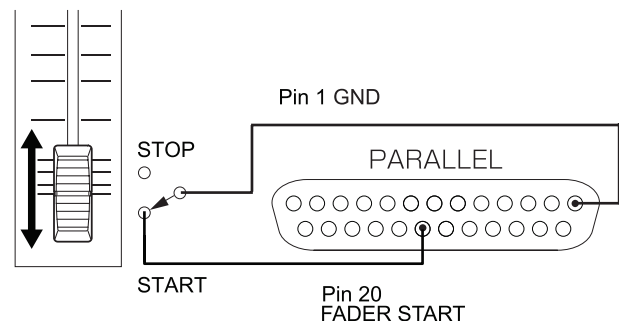 Pin 1 GND
STOP
PARALLEL
START
Pin 20
FADER START